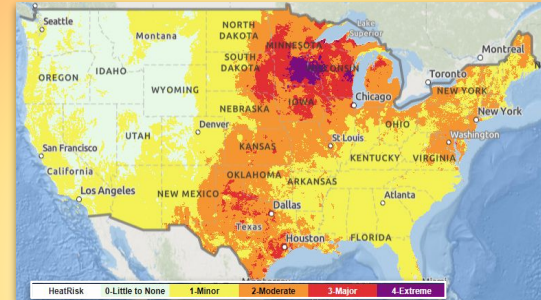 Seattle
NORTH
DAKOTA
Lake
Superior
Montana
MINNESOTA
Montreal
OREGON
IDAHO
SOUTH
DAKOTA
WISCONSIN
Toronto
WYOMING
NEW YORK
IOWA
Chicago
NEBRASKA
New York
UTAH
Denver
OHIO
San Francisco
KANSAS
St Louis
Washington
California
KENTUCKY
VIRGINIA
OKLAHOMA
ARKANSAS
Los Angeles
NEW MEXICO
Atlanta
Dallas
Texas
Houston
FLORIDA
HeatRisk 0-Little to None 1-Minor 2-Moderate 3-Major 4-Extreme